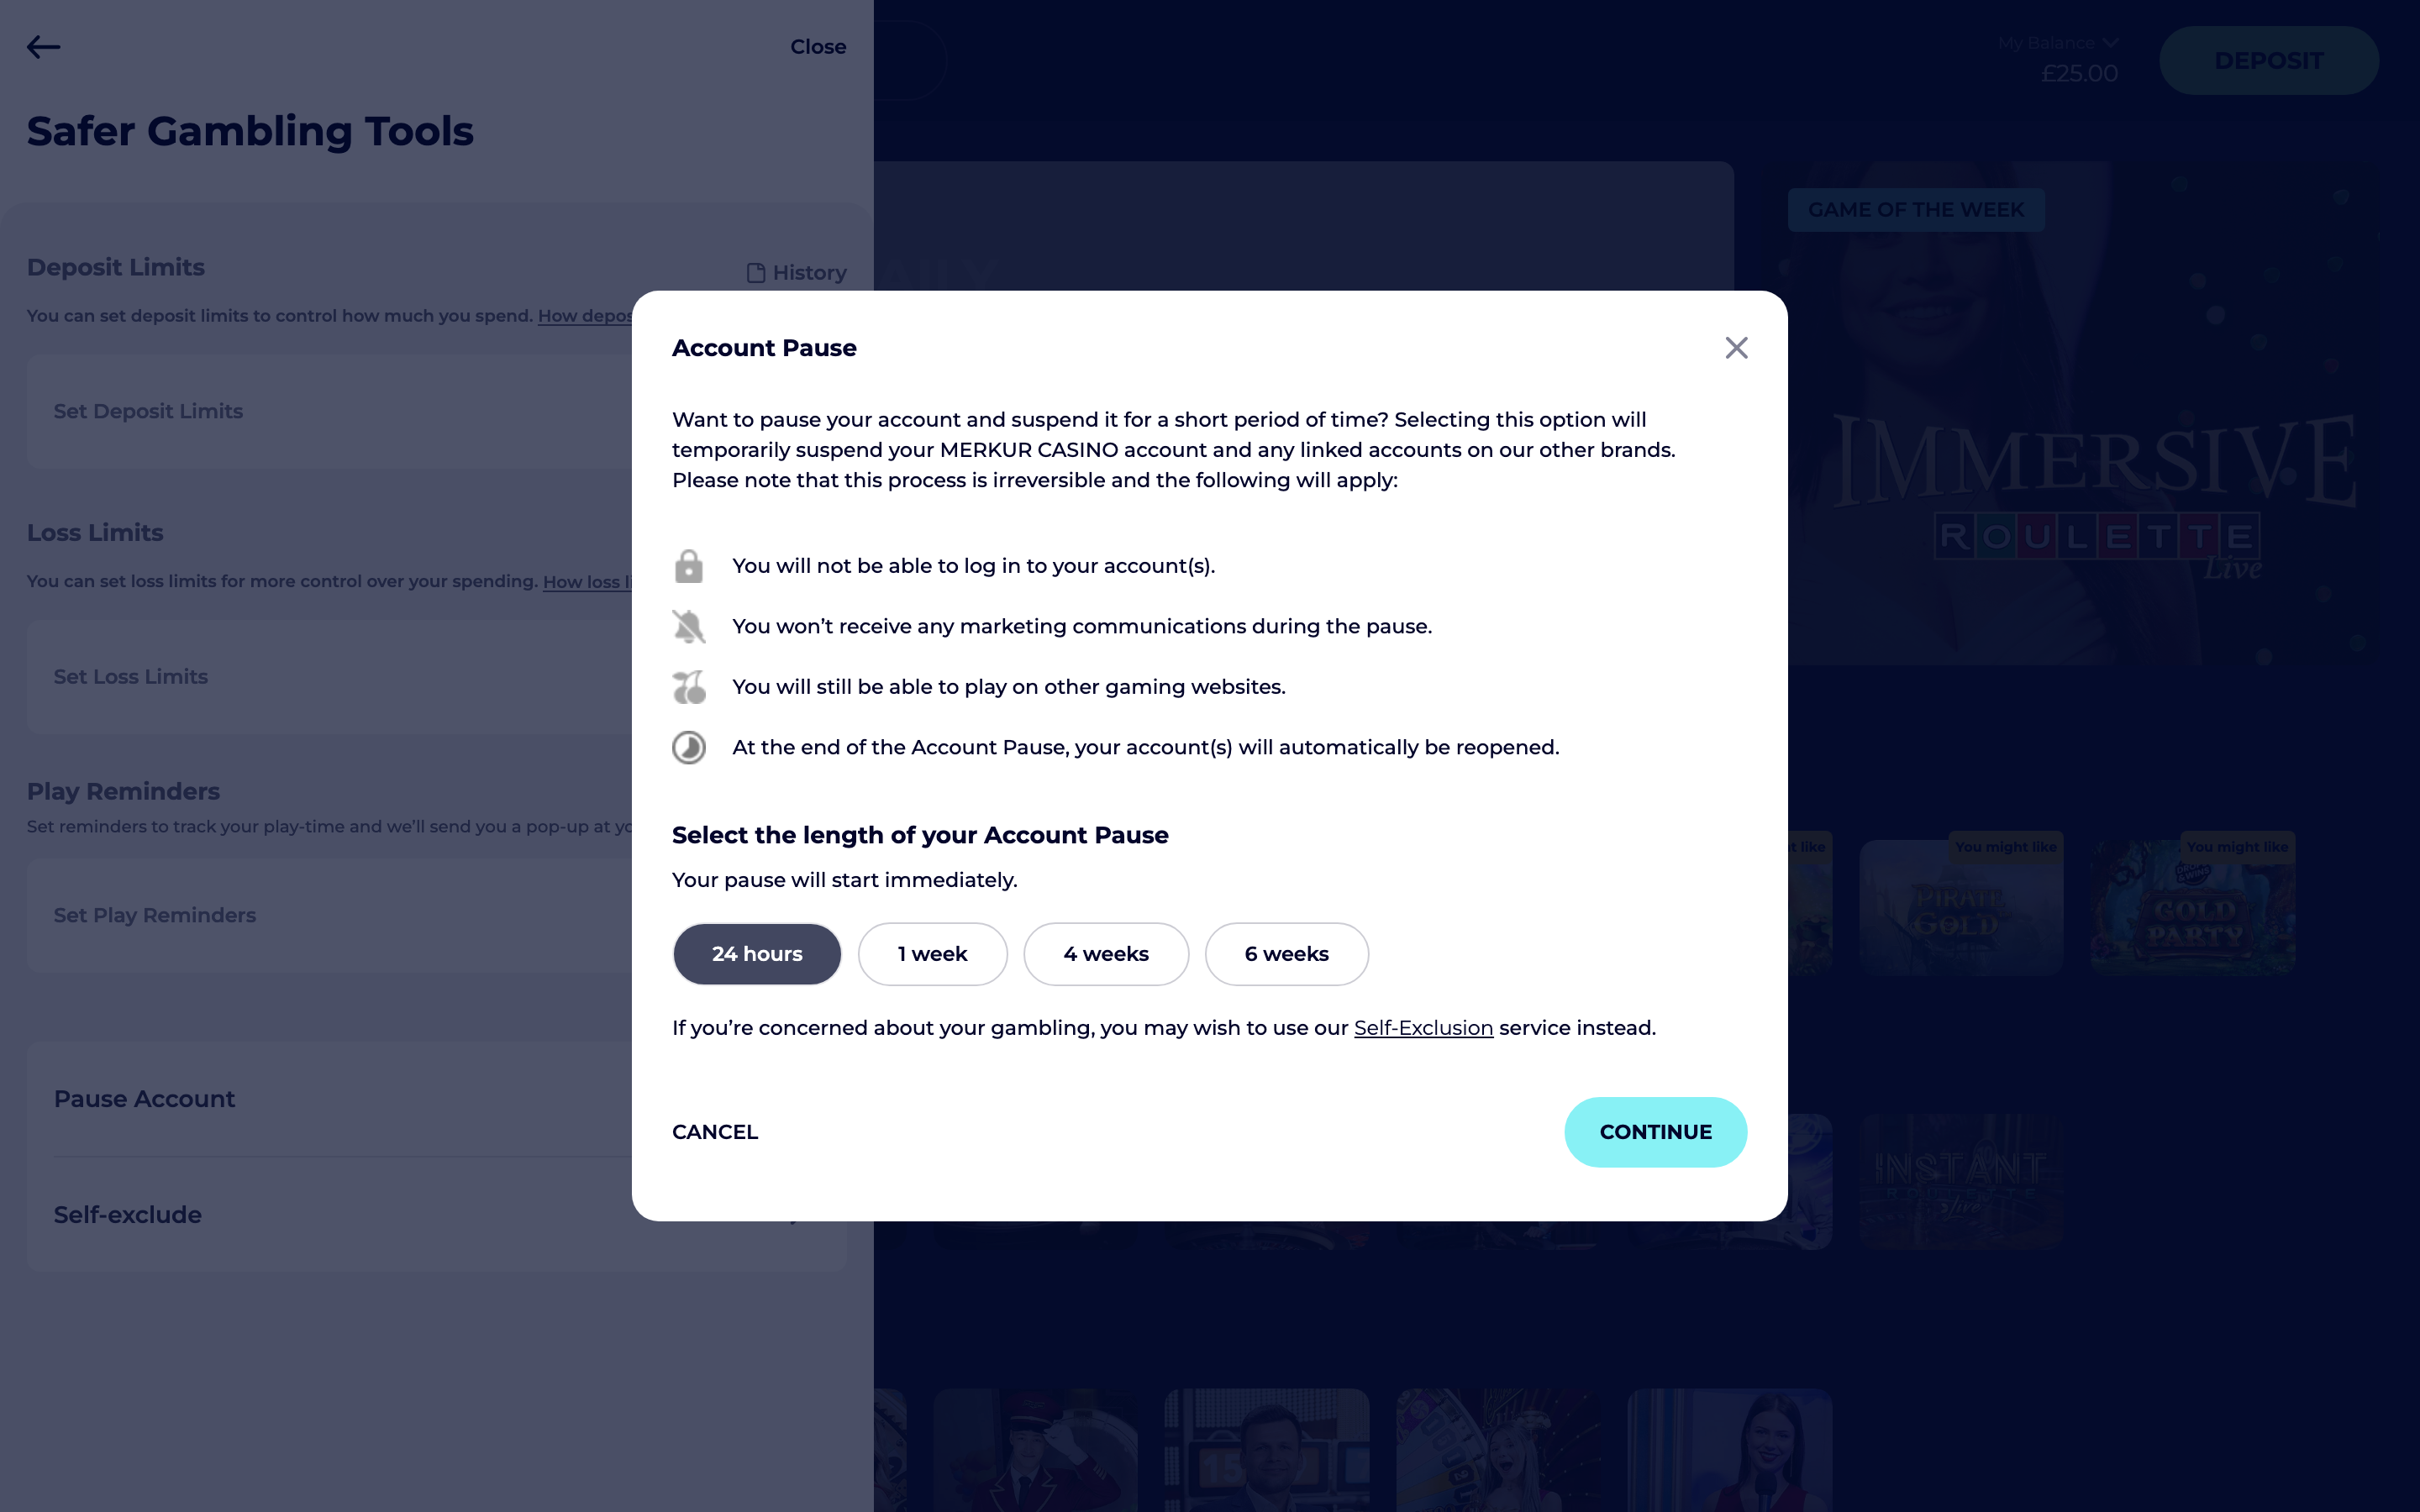 Close
Safer Gambling Tools
Deposit Limits
History
You can set deposit limits to control how much you spend. How depos
Set Deposit Limits
Loss Limits
You can set loss limits for more control over your spending. How loss li
Set Loss Limits
Play Reminders
Set reminders to track your play-time and we'll send you a pop-up at yo
Set Play Reminders
Pause Account
Self-exclude
My Balance
£25.00
DEPOSIT
GAME OF THE WEEK
IMMERSIVE
ROULETTE
Live
Account Pause
Want to pause your account and suspend it for a short period of time? Selecting this option will
temporarily suspend your MERKUR CASINO account and any linked accounts on our other brands.
Please note that this process is irreversible and the following will apply:
You will not be able to log in to your account(s).
You won’t receive any marketing communications during the pause.
You will still be able to play on other gaming websites.
At the end of the Account Pause, your account(s) will automatically be reopened.
Select the length of your Account Pause
Your pause will start immediately.
24 hours
1 week
4 weeks
6 weeks
If you’re concerned about your gambling, you may wish to use our Self-Exclusion service instead.
CANCEL
CONTINUE
t like
You might like
You might like
PIRATE
GOLD
GOLD
PARTY
INSTANT
ROULETTE
live